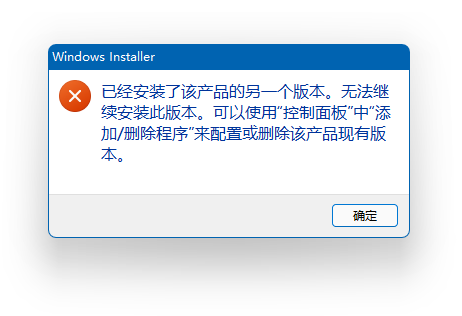 Windows Installer
已经安装了该产品的另一个版本。无法继
续安装此版本。可以使用“控制面板”中“添
加/删除程序”来配置或删除该产品现有版
本。
确定